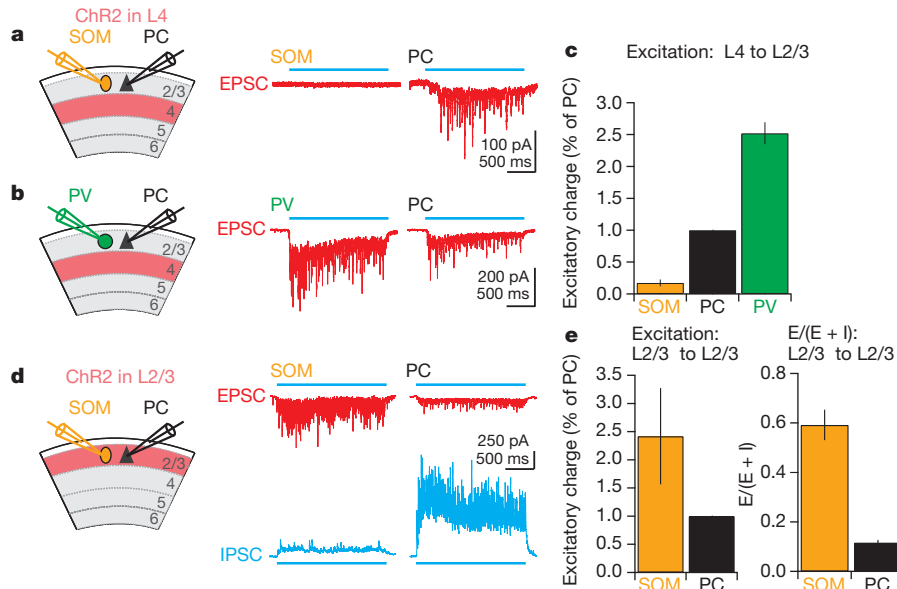 a
ChR2 in L4
SOM PC
2/3
4
5
6
SOM PC
EPSC
100 pA
500 ms
b
PV PC
2/3
4
5
6
PV PC
EPSC
200 pA
500 ms
c Excitation: L4 to L2/3
Excitatory charge (% of PC)
3.0
2.5
2.0
1.5
1.0
0.5
0.0
SOM PC PV
d
ChR2 in L2/3
SOM PC
2/3
4
5
6
SOM PC
EPSC
250 pA
500 ms
IPSC
e Excitation:
L2/3 to L2/3
Excitatory charge (% of PC)
3.5
3.0
2.5
2.0
1.5
1.0
0.5
0.0
SOM PC
E/(E + I):
L2/3 to L2/3
E/(E + I)
0.8
0.6
0.4
0.2
0.0
SOM PC